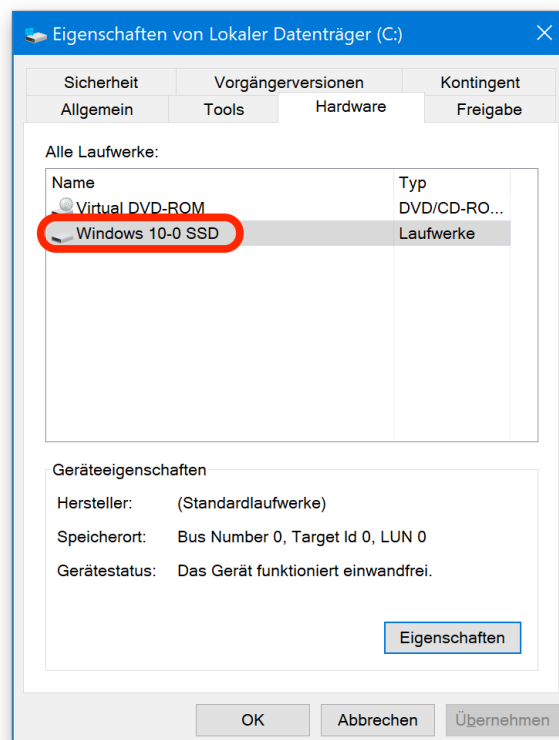 Eigenschaften von Lokaler Datenträger (C:)
Sicherheit Vorgängerversionen Kontingent
Allgemein Tools Hardware Freigabe
Alle Laufwerke:
Name Typ
Virtual DVD-ROM DVD/CD-RO...
Windows 10-0 SSD Laufwerke
Geräteeigenschaften
Hersteller: (Standardlaufwerke)
Speicherort: Bus Number 0, Target Id 0, LUN 0
Gerätestatus: Das Gerät funktioniert einwandfrei.
Eigenschaften
OK Abbrechen Übernehmen